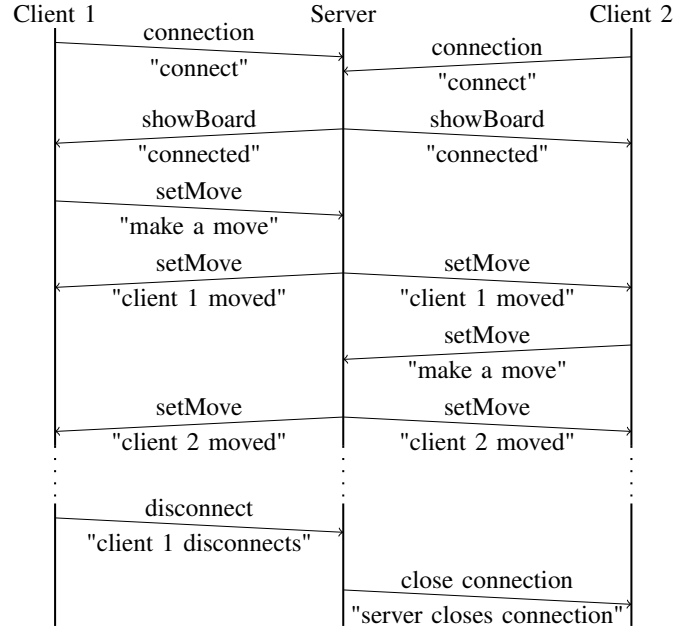 Client 1 Server Client 2
connection connection
"connect" "connect"
showBoard showBoard
"connected" "connected"
setMove
"make a move"
setMove setMove
"client 1 moved" "client 1 moved"
setMove
"make a move"
setMove setMove
"client 2 moved" "client 2 moved"
disconnect
"client 1 disconnects"
close connection
"server closes connection"